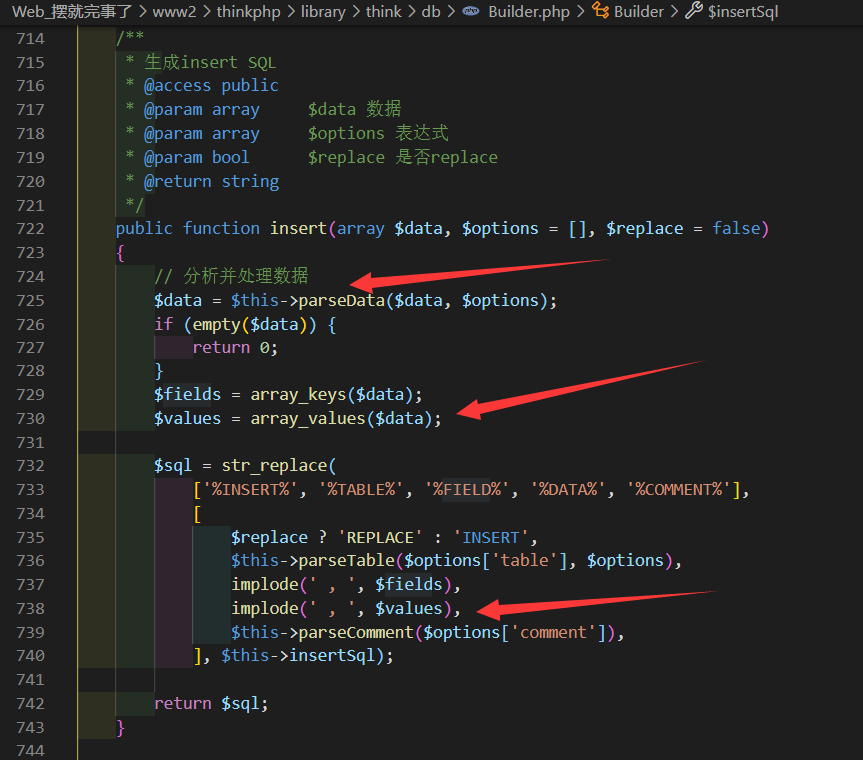 Web_摆就完事了 > www2 > thinkphp > library > think > db > Builder.php > Builder > $insertSql
714 /**
715 * 生成insert SQL
716 * @access public
717 * @param array $data 数据
718 * @param array $options 表达式
719 * @param bool $replace 是否replace
720 * @return string
721 */
722 public function insert(array $data, $options = [], $replace = false)
723 {
724 // 分析并处理数据
725 $data = $this->parseData($data, $options);
726 if (empty($data)) {
727 return 0;
728 }
729 $fields = array_keys($data);
730 $values = array_values($data);
731
732 $sql = str_replace(
733 ['%INSERT%', '%TABLE%', '%FIELD%', '%DATA%', '%COMMENT%'],
734 [
735 $replace ? 'REPLACE' : 'INSERT',
736 $this->parseTable($options['table'], $options),
737 implode(' , ', $fields),
738 implode(' , ', $values),
739 $this->parseComment($options['comment']),
740 ], $this->insertSql);
741
742 return $sql;
743 }
744